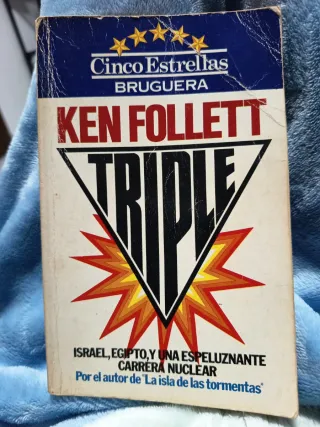 Cinco Estrellas
BRUGUERA
KEN FOLLETT
TRIPLE
ISRAEL, EGIPTO, Y UNA ESPELUZNANTE
CARRERA NUCLEAR
Por el autor de "La isla de las tormentas"